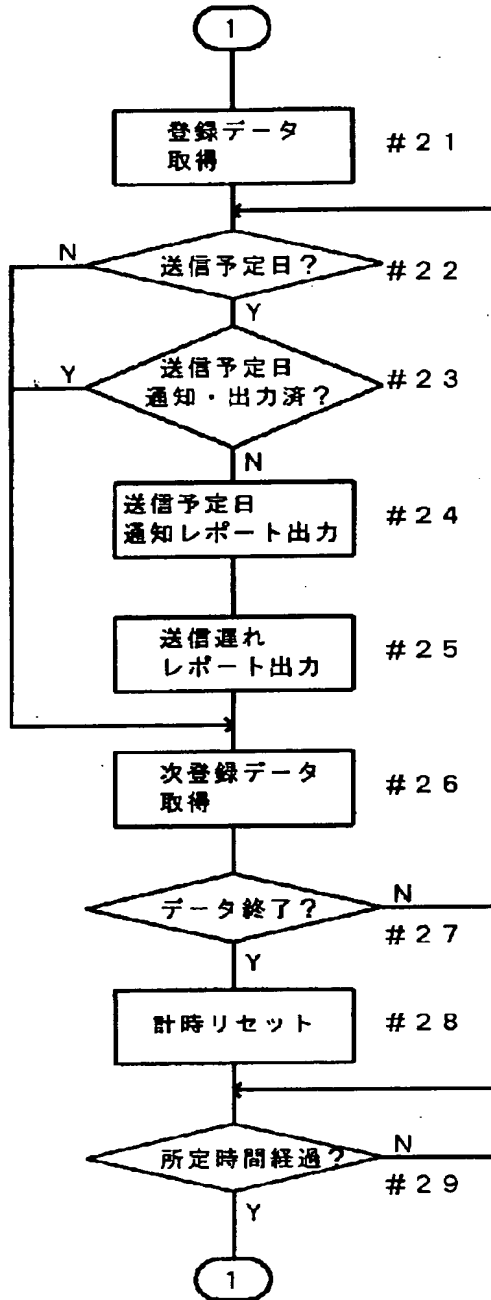 1
登録データ
取得
#21
N
送信予定日?
#22
Y
送信予定日
Y
通知・出力済?
#23
N
送信予定日
通知レポート出力
#24
送信遅れ
レポート出力
#25
次登録データ
取得
#26
データ終了?
N
#27
Y
計時リセット
#28
所定時間経過?
N
#29
Y
1